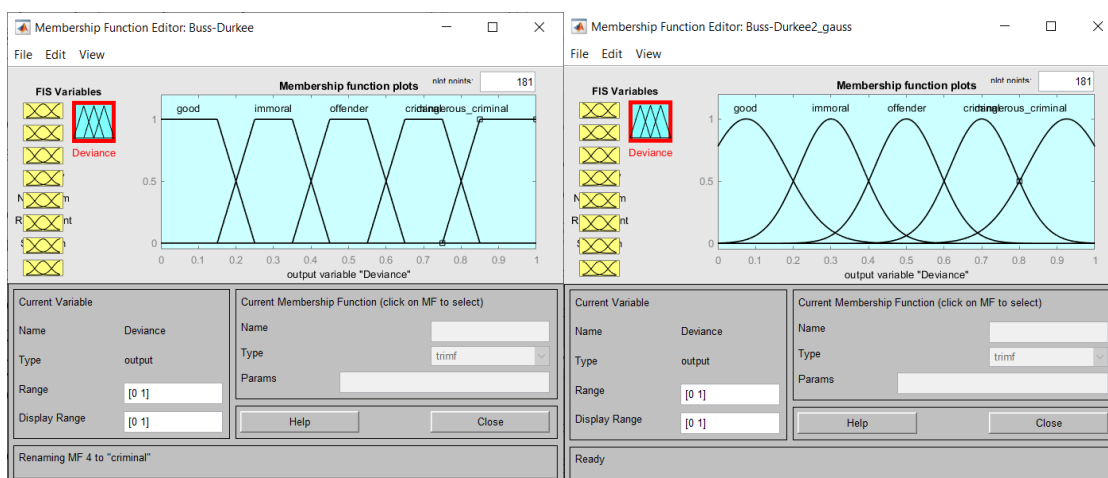 Membership Function Editor: Buss-Durkee
File Edit View
FIS Variables
Deviance
Membership function plots
plot points:
181
good immoral offender criminal dangerous_criminal
1
0.5
0
0 0.1 0.2 0.3 0.4 0.5 0.6 0.7 0.8 0.9 1
output variable "Deviance"
Current Variable
Name Deviance
Type output
Range [0 1]
Display Range [0 1]
Current Membership Function (click on MF to select)
Name
Type trimf
Params
Help Close
Renaming MF 4 to "criminal"
Membership Function Editor: Buss-Durkee2_gauss
File Edit View
FIS Variables
Deviance
Membership function plots
plot points:
181
good immoral offender criminal dangerous_criminal
1
0.5
0
0 0.1 0.2 0.3 0.4 0.5 0.6 0.7 0.8 0.9 1
output variable "Deviance"
Current Variable
Name Deviance
Type output
Range [0 1]
Display Range [0 1]
Current Membership Function (click on MF to select)
Name
Type trimf
Params
Help Close
Ready